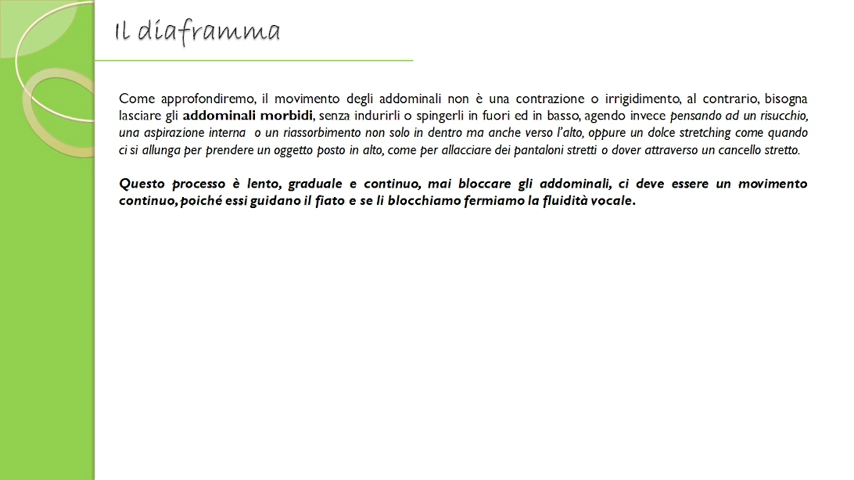 Il diaframma
Come approfondiremo, il movimento degli addominali non è una contrazione o irrigidimento, al contrario, bisogna
lasciare gli addominali morbidi, senza indurirli o spingerli in fuori ed in basso, agendo invece pensando ad un risucchio,
una aspirazione interna o un riassorbimento non solo in dentro ma anche verso l'alto, oppure un dolce stretching come quando
ci si allunga per prendere un oggetto posto in alto, come per allacciare dei pantaloni stretti o dover attraverso un cancello stretto.
Questo processo è lento, graduale e continuo, mai bloccare gli addominali, ci deve essere un movimento
continuo, poiché essi guidano il fiato e se li blocchiamo fermiamo la fluidità vocale.